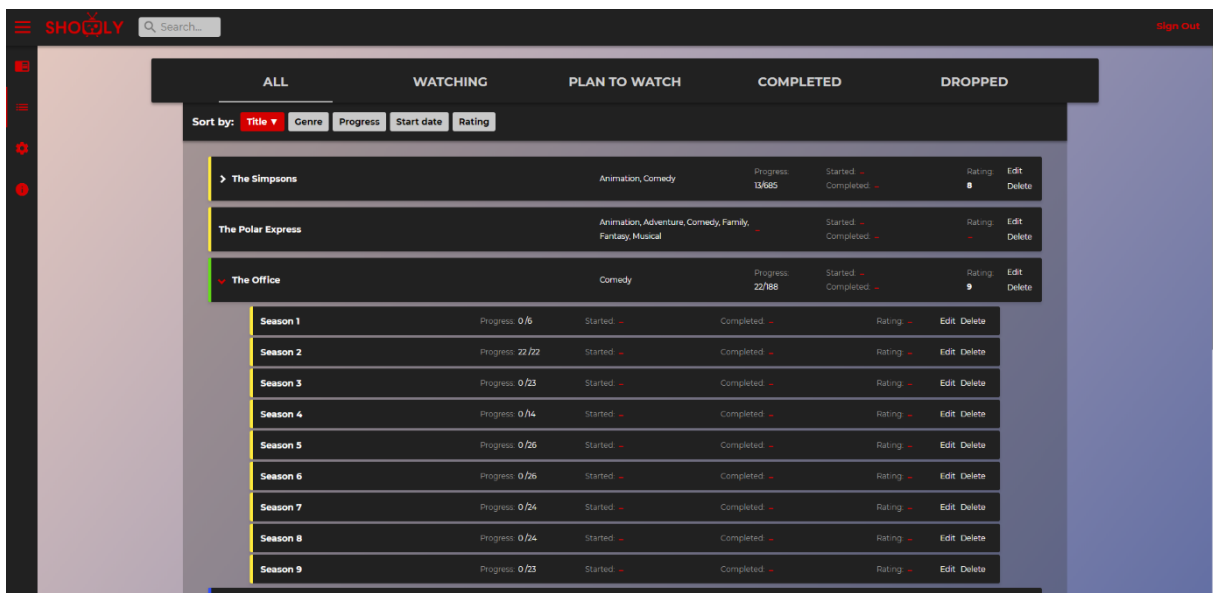 SHOWLY Search... Sign Out
ALL WATCHING PLAN TO WATCH COMPLETED DROPPED
Sort by: Title ▼ Genre Progress Start date Rating
The Simpsons Animation, Comedy Progress: 13/685 Started: – Completed: – Rating: 8 Edit Delete
The Polar Express Animation, Adventure, Comedy, Family, Fantasy, Musical – Started: – Completed: – Rating: – Edit Delete
The Office Comedy Progress: 22/188 Started: – Completed: – Rating: 9 Edit Delete
Season 1 Progress: 0/6 Started: – Completed: – Rating: – Edit Delete
Season 2 Progress: 22/22 Started: – Completed: – Rating: – Edit Delete
Season 3 Progress: 0/23 Started: – Completed: – Rating: – Edit Delete
Season 4 Progress: 0/14 Started: – Completed: – Rating: – Edit Delete
Season 5 Progress: 0/26 Started: – Completed: – Rating: – Edit Delete
Season 6 Progress: 0/26 Started: – Completed: – Rating: – Edit Delete
Season 7 Progress: 0/24 Started: – Completed: – Rating: – Edit Delete
Season 8 Progress: 0/24 Started: – Completed: – Rating: – Edit Delete
Season 9 Progress: 0/23 Started: – Completed: – Rating: – Edit Delete